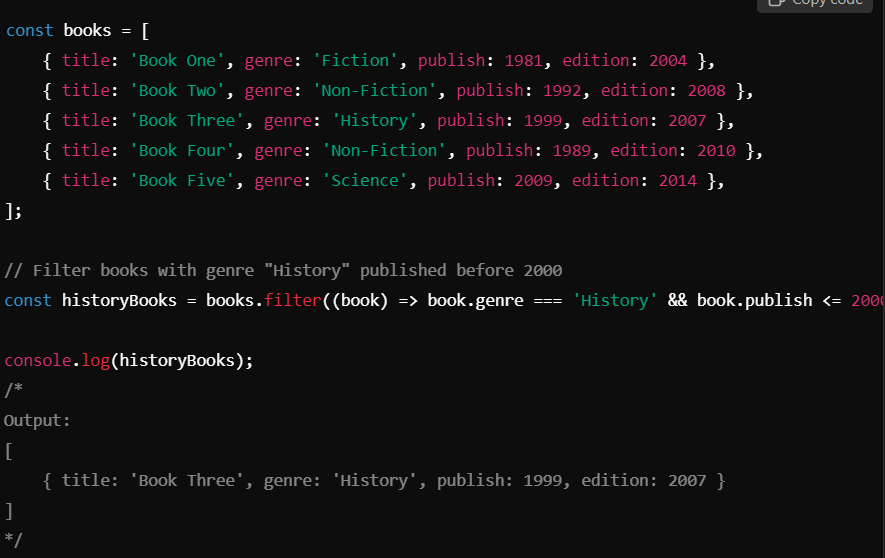 Copy code
const books = [
    { title: 'Book One', genre: 'Fiction', publish: 1981, edition: 2004 },
    { title: 'Book Two', genre: 'Non-Fiction', publish: 1992, edition: 2008 },
    { title: 'Book Three', genre: 'History', publish: 1999, edition: 2007 },
    { title: 'Book Four', genre: 'Non-Fiction', publish: 1989, edition: 2010 },
    { title: 'Book Five', genre: 'Science', publish: 2009, edition: 2014 },
];
// Filter books with genre "History" published before 2000
const historyBooks = books.filter((book) => book.genre === 'History' && book.publish <= 2000
console.log(historyBooks);
/*
Output:
[
    { title: 'Book Three', genre: 'History', publish: 1999, edition: 2007 }
]
*/